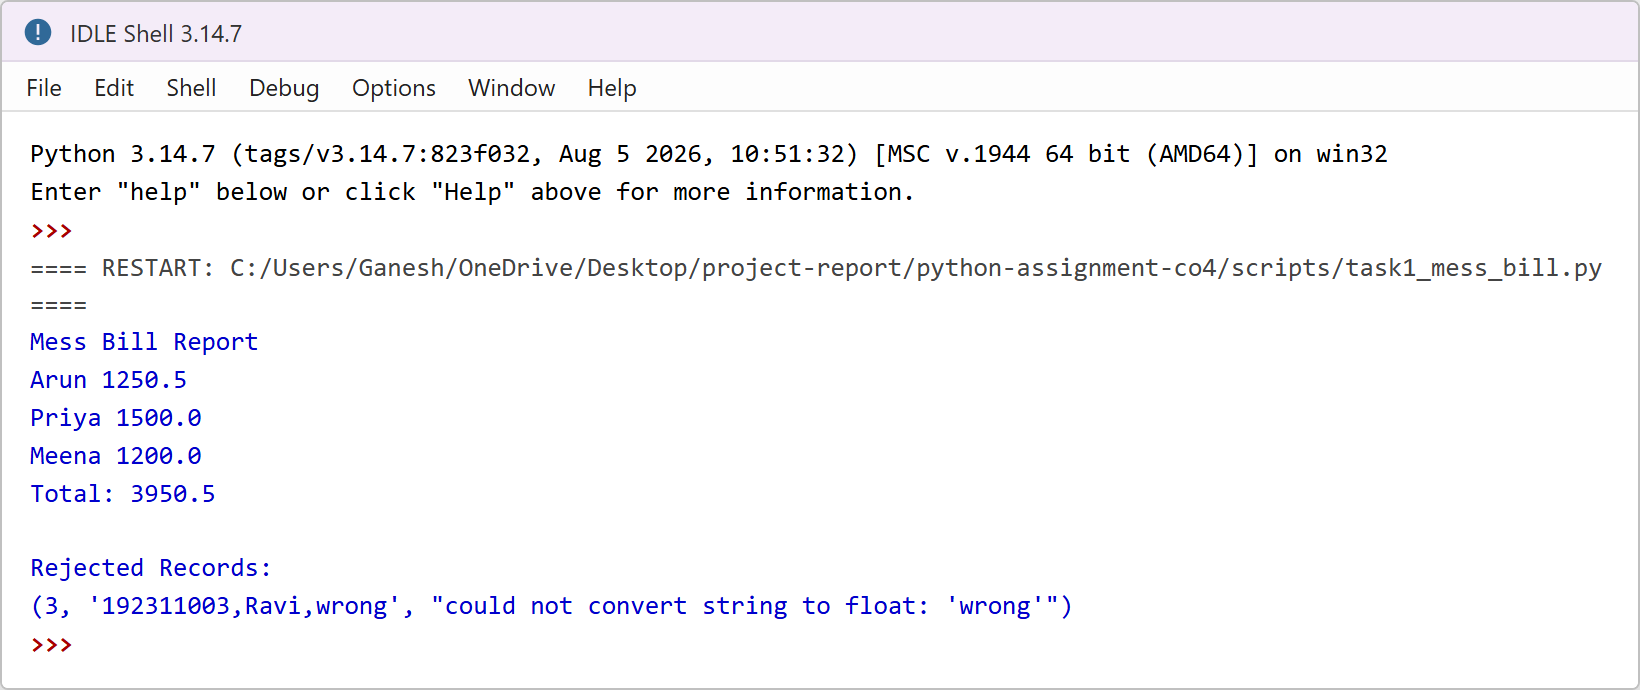 IDLE Shell 3.14.7
File Edit Shell Debug Options Window Help
Python 3.14.7 (tags/v3.14.7:823f032, Aug 5 2026, 10:51:32) [MSC v.1944 64 bit (AMD64)] on win32
Enter "help" below or click "Help" above for more information.
>>>
==== RESTART: C:/Users/Ganesh/OneDrive/Desktop/project-report/python-assignment-co4/scripts/task1_mess_bill.py
====
Mess Bill Report
Arun 1250.5
Priya 1500.0
Meena 1200.0
Total: 3950.5
Rejected Records:
(3, '192311003,Ravi,wrong', "could not convert string to float: 'wrong'")
>>>